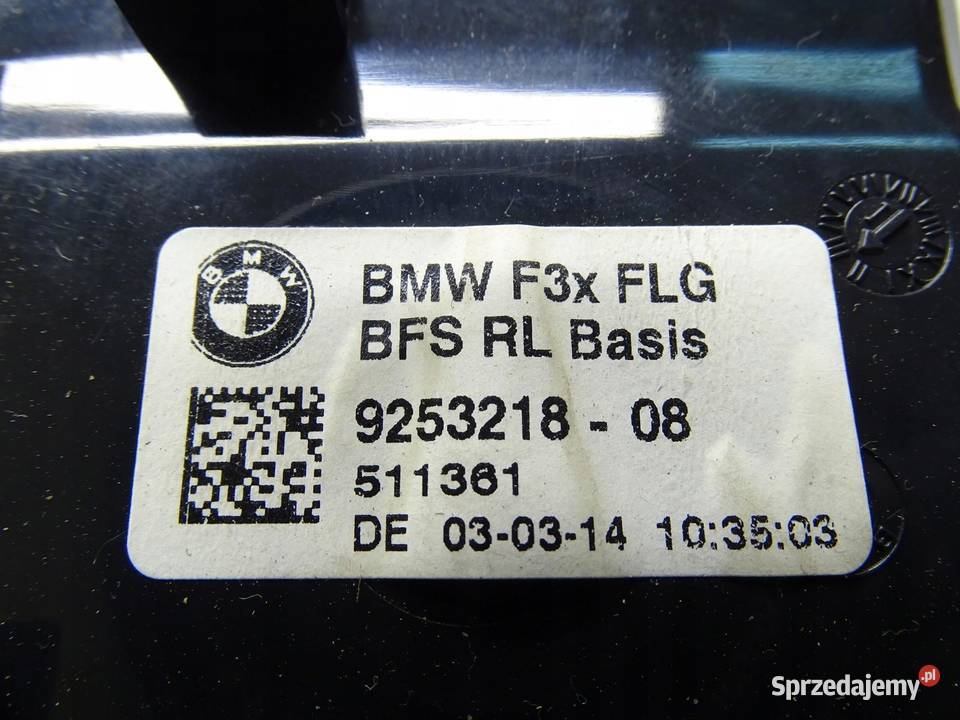 BMW
BMW F3x FLG
BFS RL Basis
9253218 - 08
511361
DE 03-03-14 10:35:03
Sprzedajemy.pl